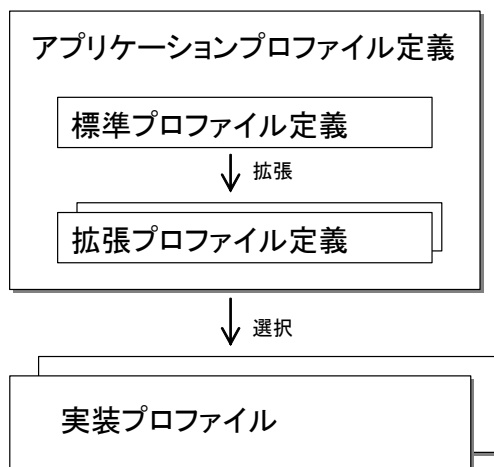 アプリケーションプロファイル定義
標準プロファイル定義
拡張
拡張プロファイル定義
選択
実装プロファイル